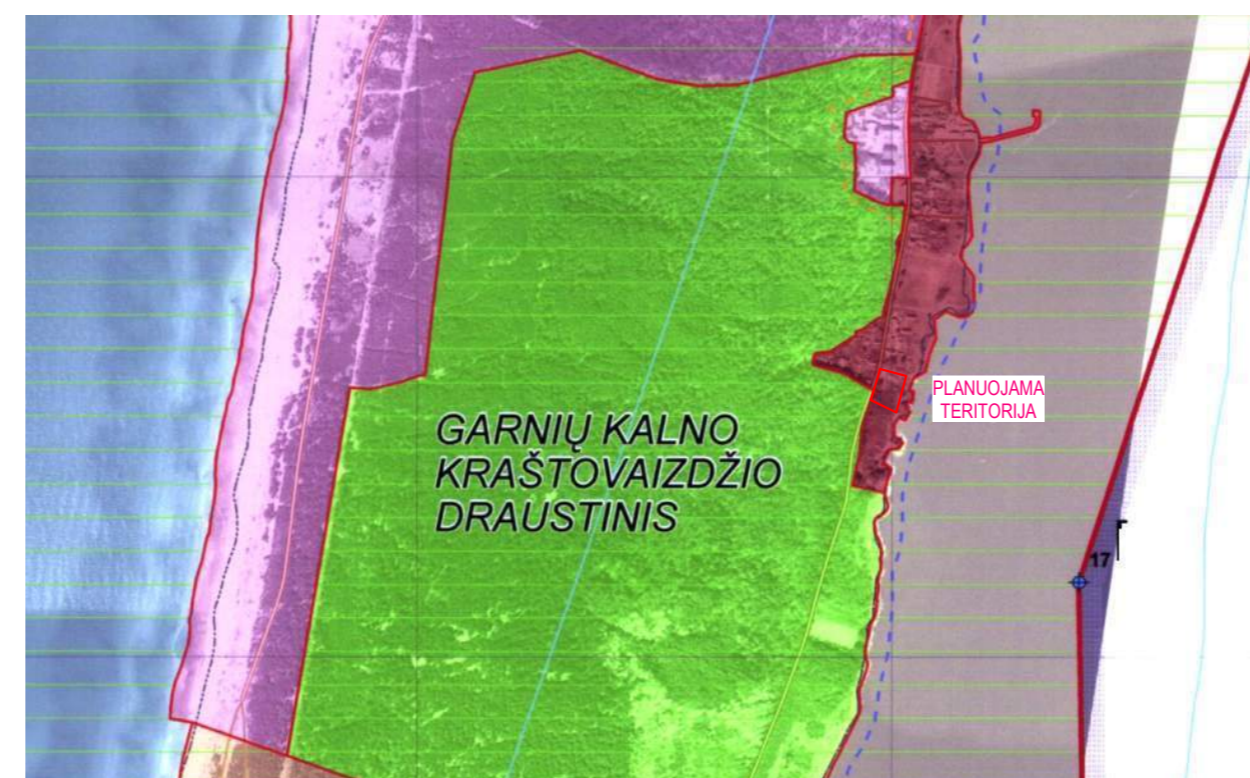 PLANUOJAMA
TERITORIJA
GARNIŲ KALNO
KRAŠTOVAIZDŽIO
DRAUSTINIS
17